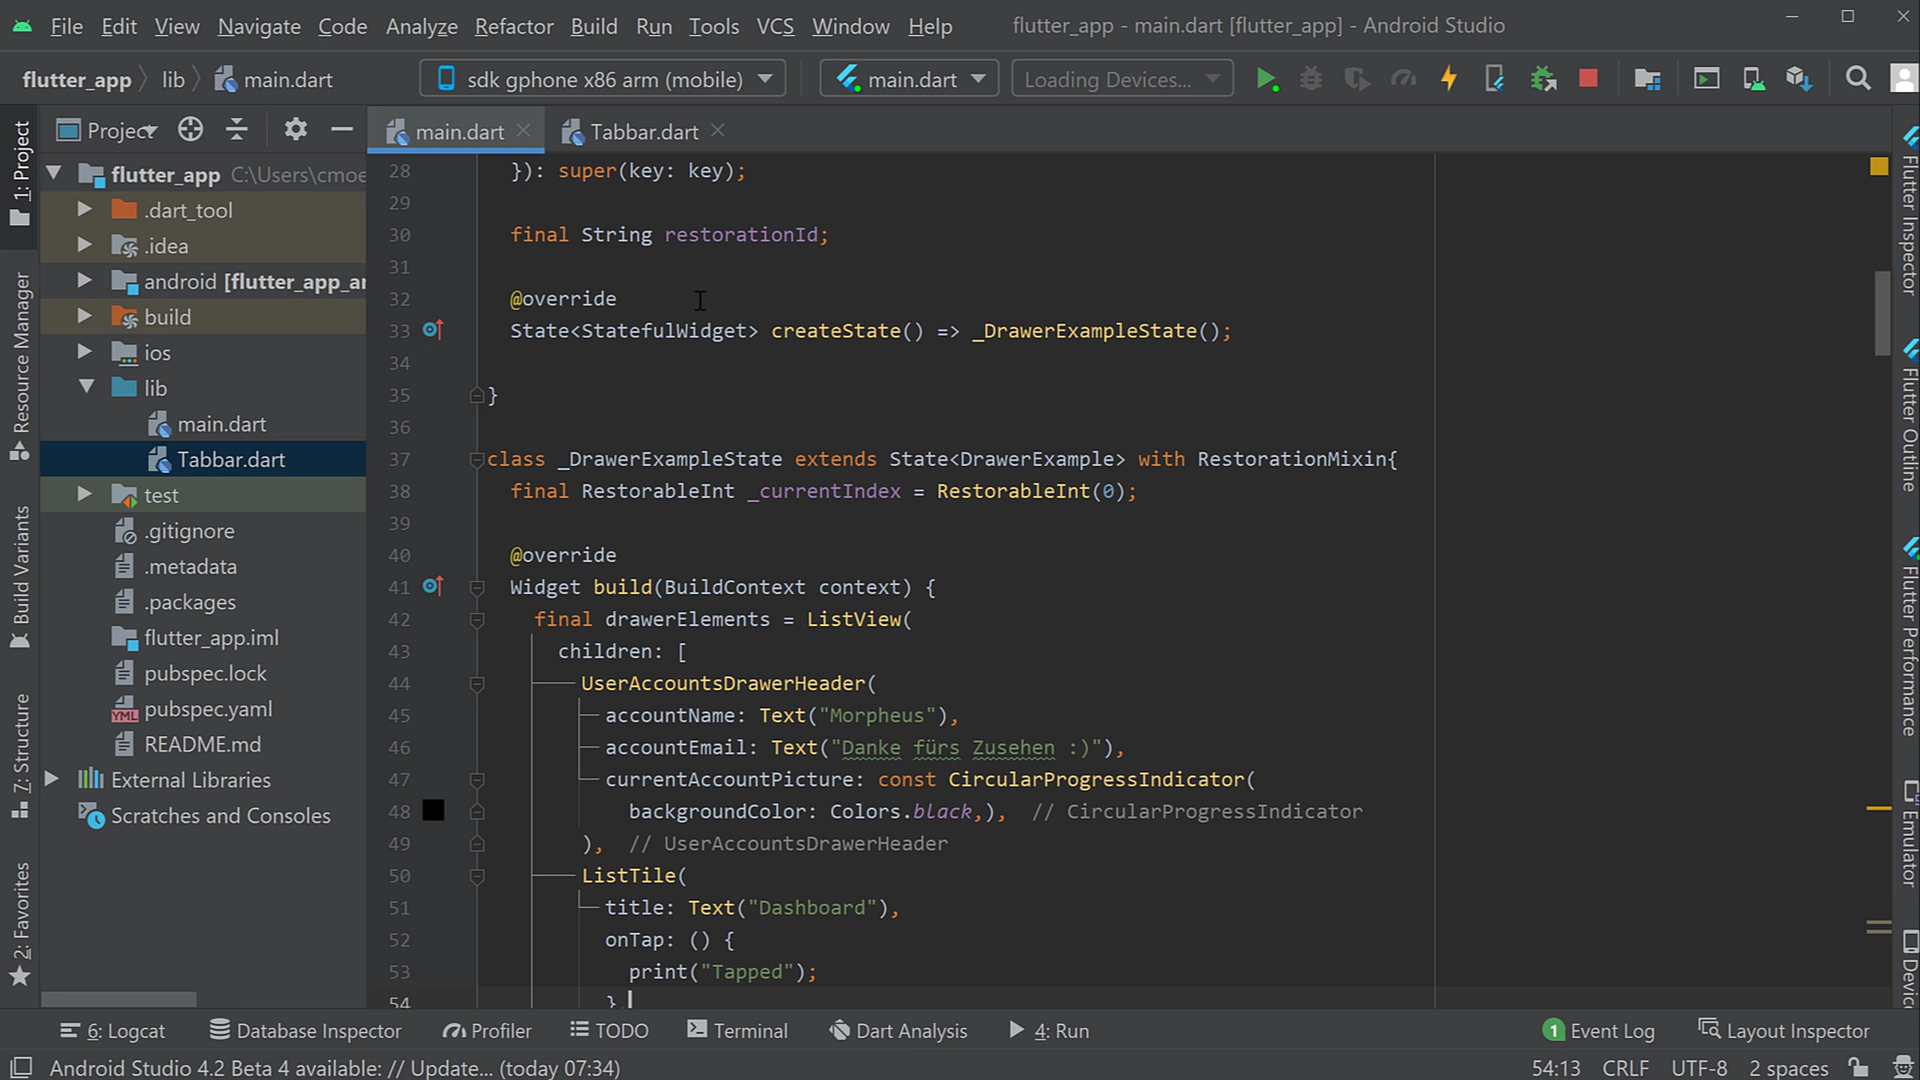 File Edit View Navigate Code Analyze Refactor Build Run Tools VCS Window Help flutter_app - main.dart [flutter_app] - Android Studio
flutter_app lib main.dart sdk gphone x86 arm (mobile) main.dart Loading Devices...
Project main.dart Tabbar.dart
1: Project
Resource Manager
Build Variants
7: Structure
2: Favorites
flutter_app C:\Users\cmoe
.dart_tool
.idea
android [flutter_app_an
build
ios
lib
main.dart
Tabbar.dart
test
.gitignore
.metadata
.packages
flutter_app.iml
pubspec.lock
pubspec.yaml
README.md
External Libraries
Scratches and Consoles
28 }): super(key: key);
29
30 final String restorationId;
31
32 @override
33 State<StatefulWidget> createState() => _DrawerExampleState();
34
35 }
36
37 class _DrawerExampleState extends State<DrawerExample> with RestorationMixin{
38 final RestorableInt _currentIndex = RestorableInt(0);
39
40 @override
41 Widget build(BuildContext context) {
42 final drawerElements = ListView(
43 children: [
44 UserAccountsDrawerHeader(
45 accountName: Text("Morpheus"),
46 accountEmail: Text("Danke fürs Zusehen :)"),
47 currentAccountPicture: const CircularProgressIndicator(
48 backgroundColor: Colors.black,), // CircularProgressIndicator
49 ), // UserAccountsDrawerHeader
50 ListTile(
51 title: Text("Dashboard"),
52 onTap: () {
53 print("Tapped");
54 }
Flutter Inspector
Flutter Outline
Flutter Performance
Emulator
6: Logcat Database Inspector Profiler TODO Terminal Dart Analysis 4: Run 1 Event Log Layout Inspector
Android Studio 4.2 Beta 4 available: // Update... (today 07:34) 54:13 CRLF UTF-8 2 spaces